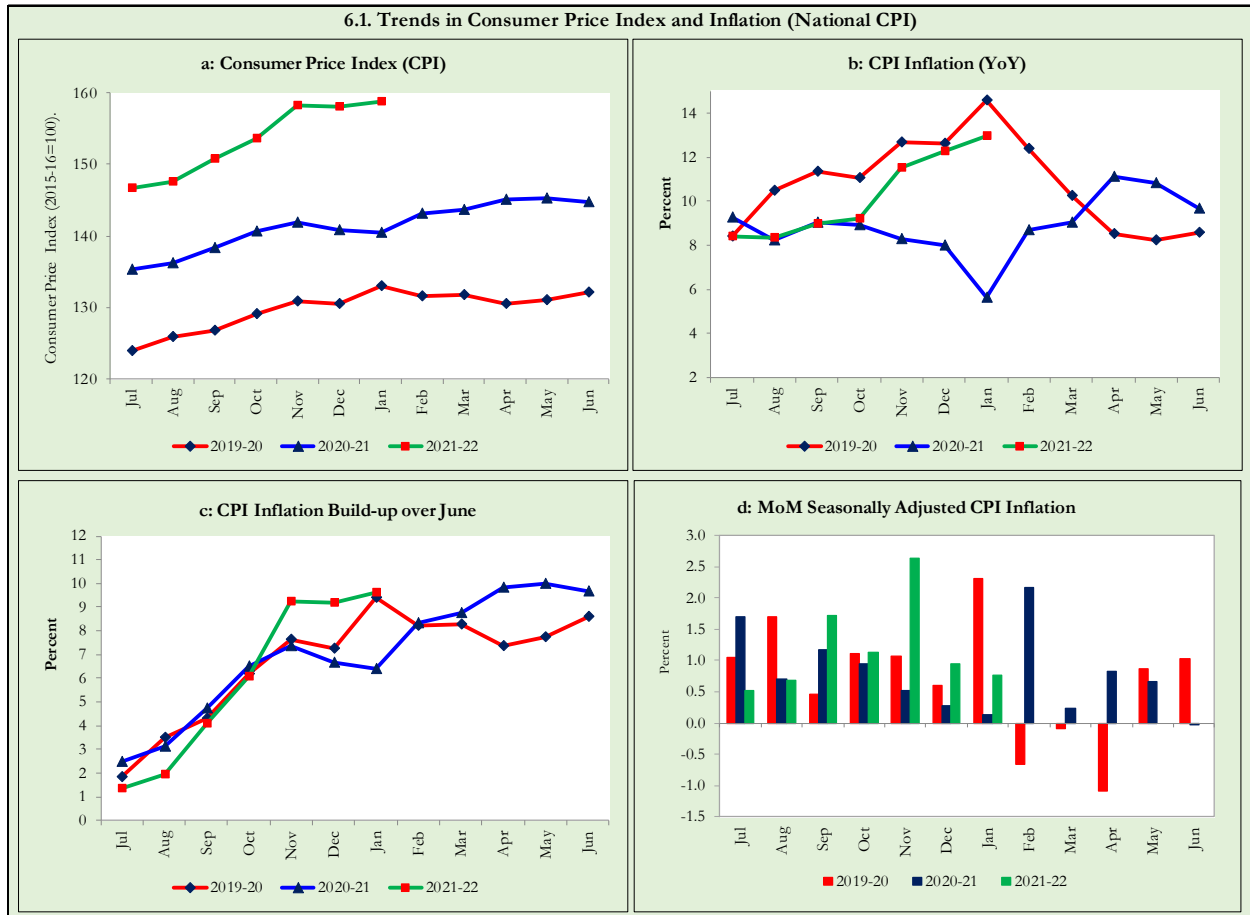 6.1. Trends in Consumer Price Index and Inflation (National CPI)
a: Consumer Price Index (CPI)
Consumer Price Index (2015-16=100).
160
150
140
130
120
Jul Aug Sep Oct Nov Dec Jan Feb Mar Apr May Jun
2019-20 2020-21 2021-22
b: CPI Inflation (YoY)
Percent
14
12
10
8
6
4
2
Jul Aug Sep Oct Nov Dec Jan Feb Mar Apr May Jun
2019-20 2020-21 2021-22
c: CPI Inflation Build-up over June
Percent
12
11
10
9
8
7
6
5
4
3
2
1
0
Jul Aug Sep Oct Nov Dec Jan Feb Mar Apr May Jun
2019-20 2020-21 2021-22
d: MoM Seasonally Adjusted CPI Inflation
Percent
3.0
2.5
2.0
1.5
1.0
0.5
0.0
-0.5
-1.0
-1.5
Jul Aug Sep Oct Nov Dec Jan Feb Mar Apr May Jun
2019-20 2020-21 2021-22